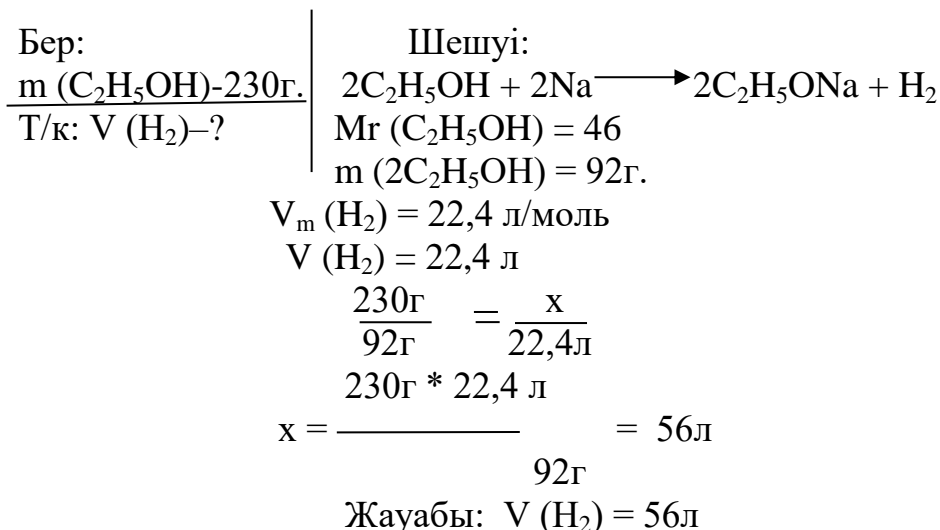 Бер: Шешуі:
m (C₂H₅OH)-230г. 2C₂H₅OH + 2Na ⟶ 2C₂H₅ONa + H₂
Т/к: V (H₂)–? Mr (C₂H₅OH) = 46
m (2C₂H₅OH) = 92г.
Vₘ (H₂) = 22,4 л/моль
V (H₂) = 22,4 л
230г = х
92г 22,4л
230г * 22,4 л
х = = 56л
92г
Жауабы: V (H₂) = 56л